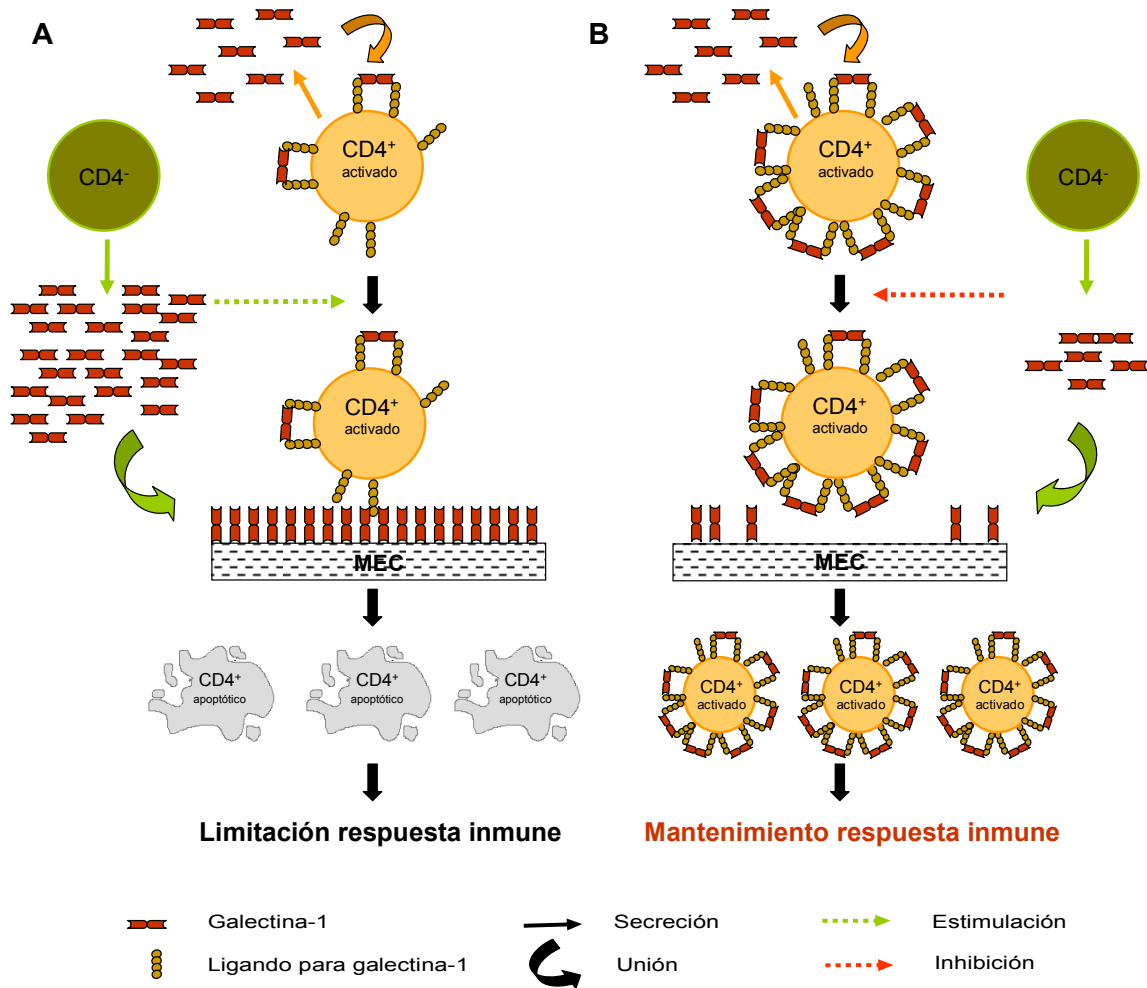 A
B
CD4+
activado
CD4+
activado
CD4-
CD4-
CD4+
activado
CD4+
activado
MEC
MEC
CD4+
apoptótico
CD4+
apoptótico
CD4+
apoptótico
CD4+
activado
CD4+
activado
CD4+
activado
Limitación respuesta inmune
Mantenimiento respuesta inmune
Galectina-1
Secreción
Estimulación
Ligando para galectina-1
Unión
Inhibición